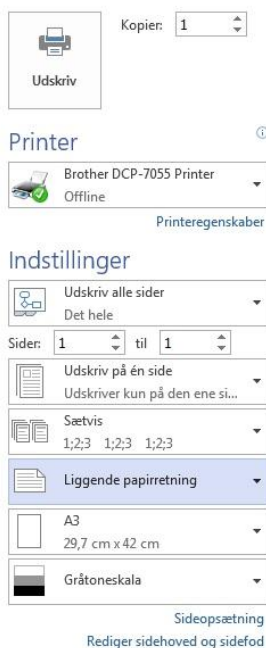 Kopier: 1
Udskriv
Printer
Brother DCP-7055 Printer
Offline
Printeregenskaber
Indstillinger
Udskriv alle sider
Det hele
Sider: 1 til 1
Udskriv på én side
Udskriver kun på den ene si...
Sætvis
1;2;3 1;2;3 1;2;3
Liggende papirretning
A3
29,7 cm x 42 cm
Gråtoneskala
Sideopsætning
Rediger sidehoved og sidefod